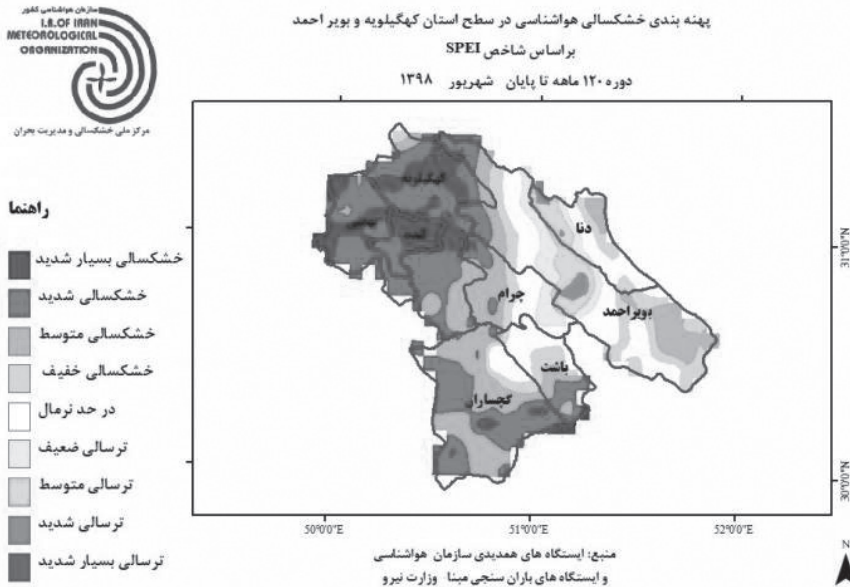 سازمان هواشناسی کشور
I.R.OF IRAN
METEOROLOGICAL
ORGANIZATION
مرکز ملی خشکسالی و مدیریت بحران
پهنه بندی خشکسالی هواشناسی در سطح استان کهگیلویه و بویر احمد
براساس شاخص SPEI
دوره ۱۲۰ ماهه تا پایان شهریور ۱۳۹۸
راهنما
خشکسالی بسیار شدید
خشکسالی شدید
خشکسالی متوسط
خشکسالی خفیف
در حد نرمال
ترسالی ضعیف
ترسالی متوسط
ترسالی شدید
ترسالی بسیار شدید
کهگیلویه
دنا
چرام
بویراحمد
باشت
گچساران
31°0'0"N
30°0'0"N
50°0'0"E
51°0'0"E
52°0'0"E
N
منبع: ایستگاه های همدیدی سازمان هواشناسی
و ایستگاه های باران سنجی مبنا وزارت نیرو